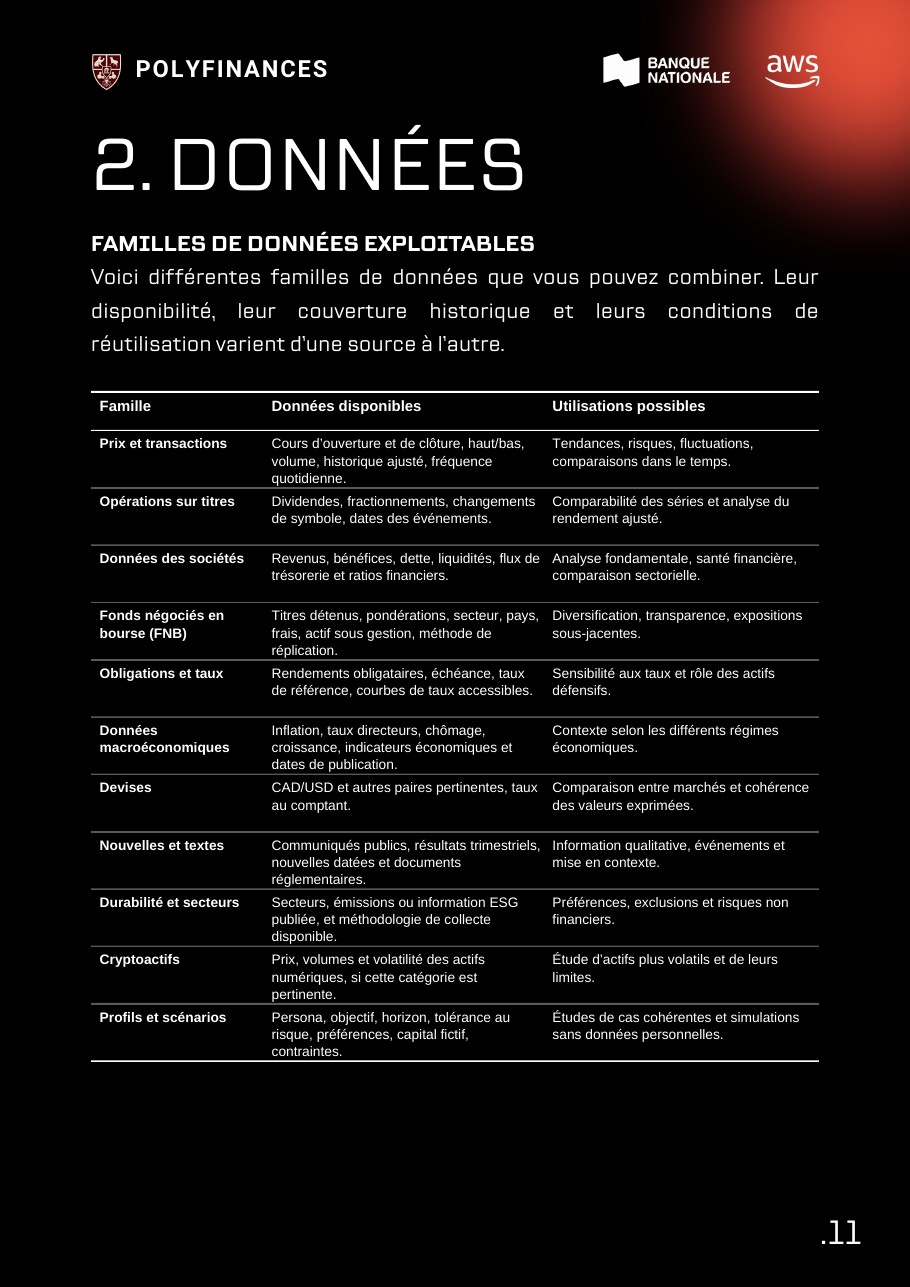 POLYFINANCES
BANQUE
NATIONALE
aws
2. DONNÉES
FAMILLES DE DONNÉES EXPLOITABLES
Voici différentes familles de données que vous pouvez combiner. Leur
disponibilité, leur couverture historique et leurs conditions de
réutilisation varient d’une source à l’autre.
Famille Données disponibles Utilisations possibles
Prix et transactions Cours d’ouverture et de clôture, haut/bas, Tendances, risques, fluctuations,
volume, historique ajusté, fréquence comparaisons dans le temps.
quotidienne.
Opérations sur titres Dividendes, fractionnements, changements Comparabilité des séries et analyse du
de symbole, dates des événements. rendement ajusté.
Données des sociétés Revenus, bénéfices, dette, liquidités, flux de Analyse fondamentale, santé financière,
trésorerie et ratios financiers. comparaison sectorielle.
Fonds négociés en Titres détenus, pondérations, secteur, pays, Diversification, transparence, expositions
bourse (FNB) frais, actif sous gestion, méthode de sous-jacentes.
réplication.
Obligations et taux Rendements obligataires, échéance, taux Sensibilité aux taux et rôle des actifs
de référence, courbes de taux accessibles. défensifs.
Données Inflation, taux directeurs, chômage, Contexte selon les différents régimes
macroéconomiques croissance, indicateurs économiques et économiques.
dates de publication.
Devises CAD/USD et autres paires pertinentes, taux Comparaison entre marchés et cohérence
au comptant. des valeurs exprimées.
Nouvelles et textes Communiqués publics, résultats trimestriels, Information qualitative, événements et
nouvelles datées et documents mise en contexte.
réglementaires.
Durabilité et secteurs Secteurs, émissions ou information ESG Préférences, exclusions et risques non
publiée, et méthodologie de collecte financiers.
disponible.
Cryptoactifs Prix, volumes et volatilité des actifs Étude d’actifs plus volatils et de leurs
numériques, si cette catégorie est limites.
pertinente.
Profils et scénarios Persona, objectif, horizon, tolérance au Études de cas cohérentes et simulations
risque, préférences, capital fictif, sans données personnelles.
contraintes.
.11